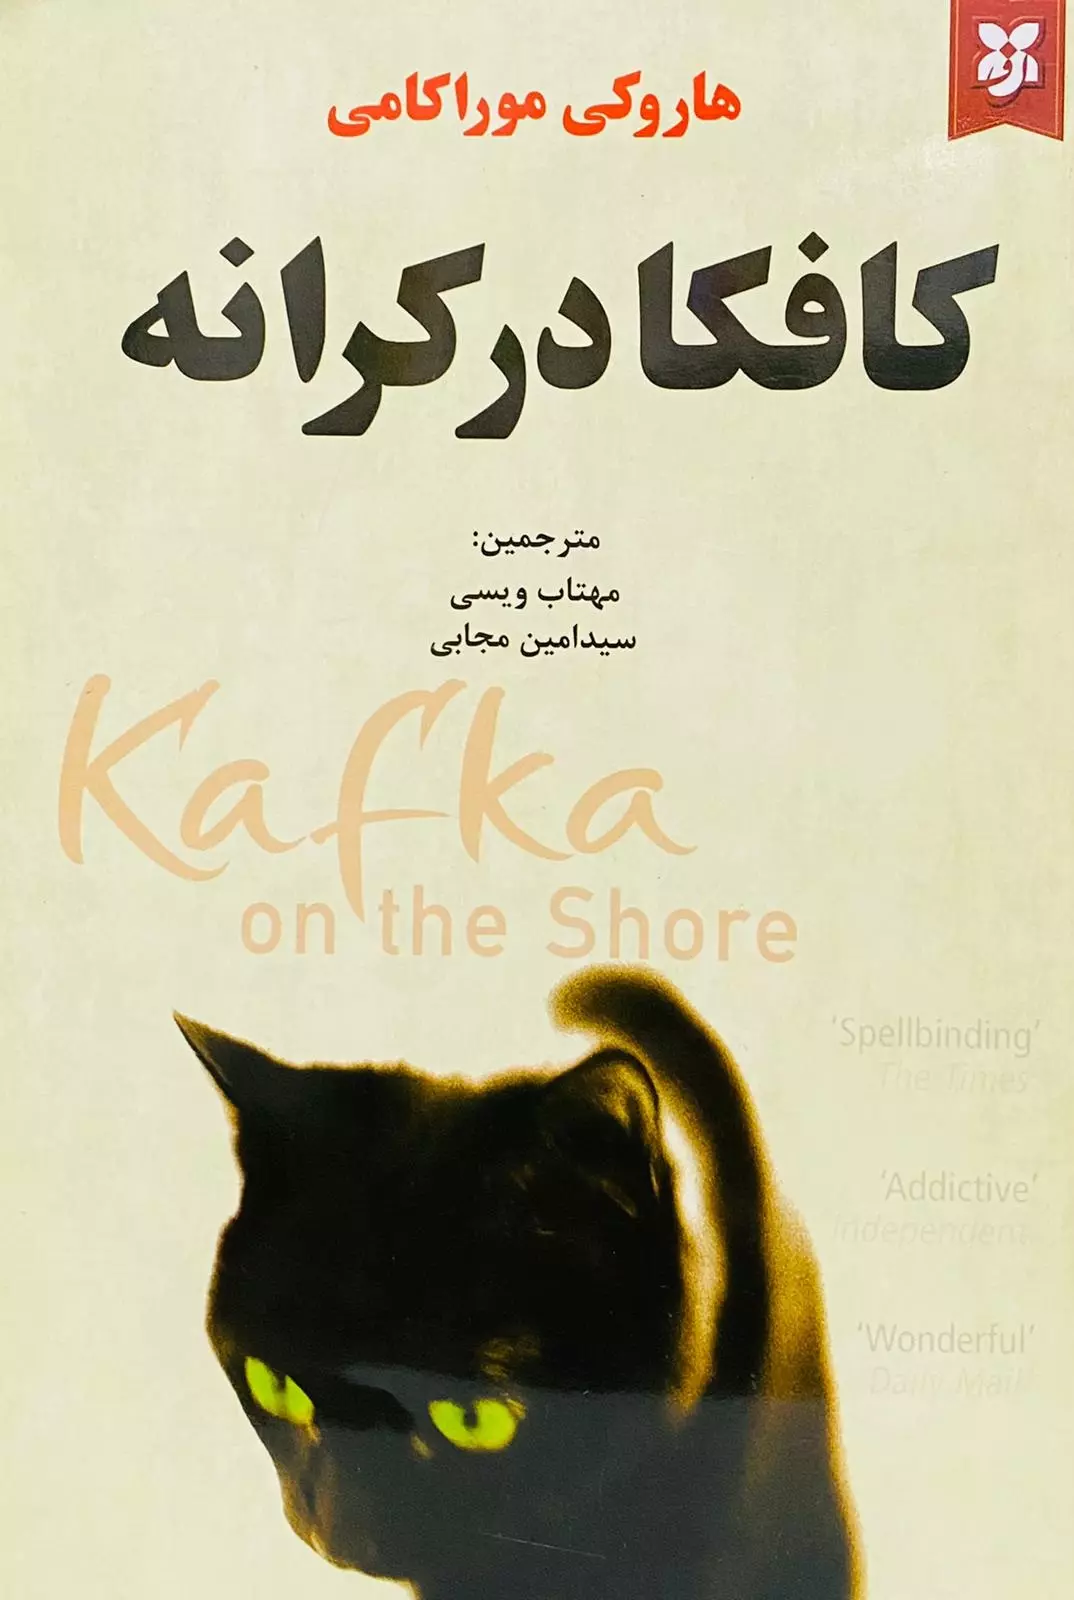 هاروکی موراکامی
کافکا در کرانه
مترجمین:
مهتاب ویسی
سیدامین مجابی
Kafka
on the Shore
'Spellbinding'
The Times
'Addictive'
Independent
'Wonderful'
Daily Mail